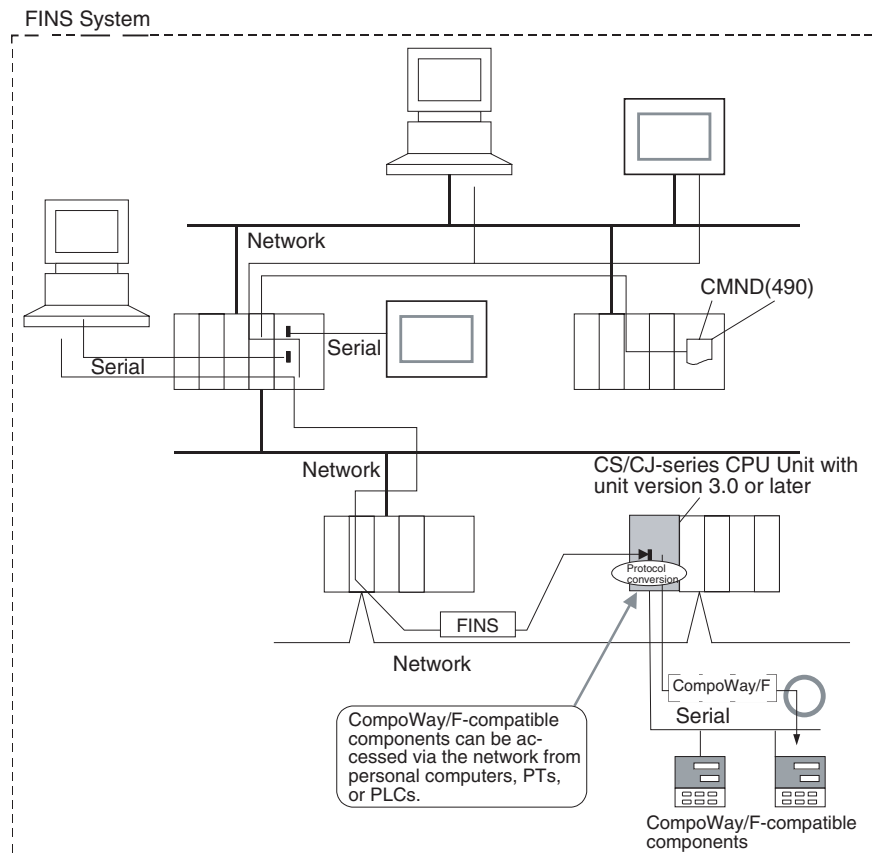 FINS System
Network
CMND(490)
Serial
Serial
Network
CS/CJ-series CPU Unit with
unit version 3.0 or later
Protocol
conversion
FINS
Network
CompoWay/F
Serial
CompoWay/F-compatible
components can be ac-
cessed via the network from
personal computers, PTs,
or PLCs.
CompoWay/F-compatible
components